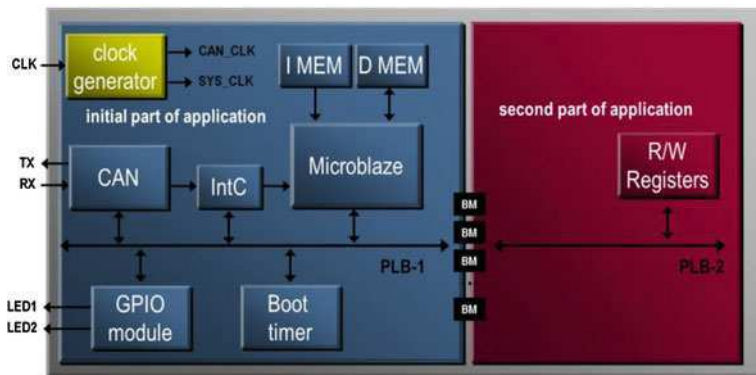 CLK
clock
generator
CAN_CLK
SYS_CLK
I MEM
D MEM
initial part of application
second part of application
TX
RX
CAN
IntC
Microblaze
R/W
Registers
BM
BM
BM
BM
PLB-1
PLB-2
LED1
LED2
GPIO
module
Boot
timer